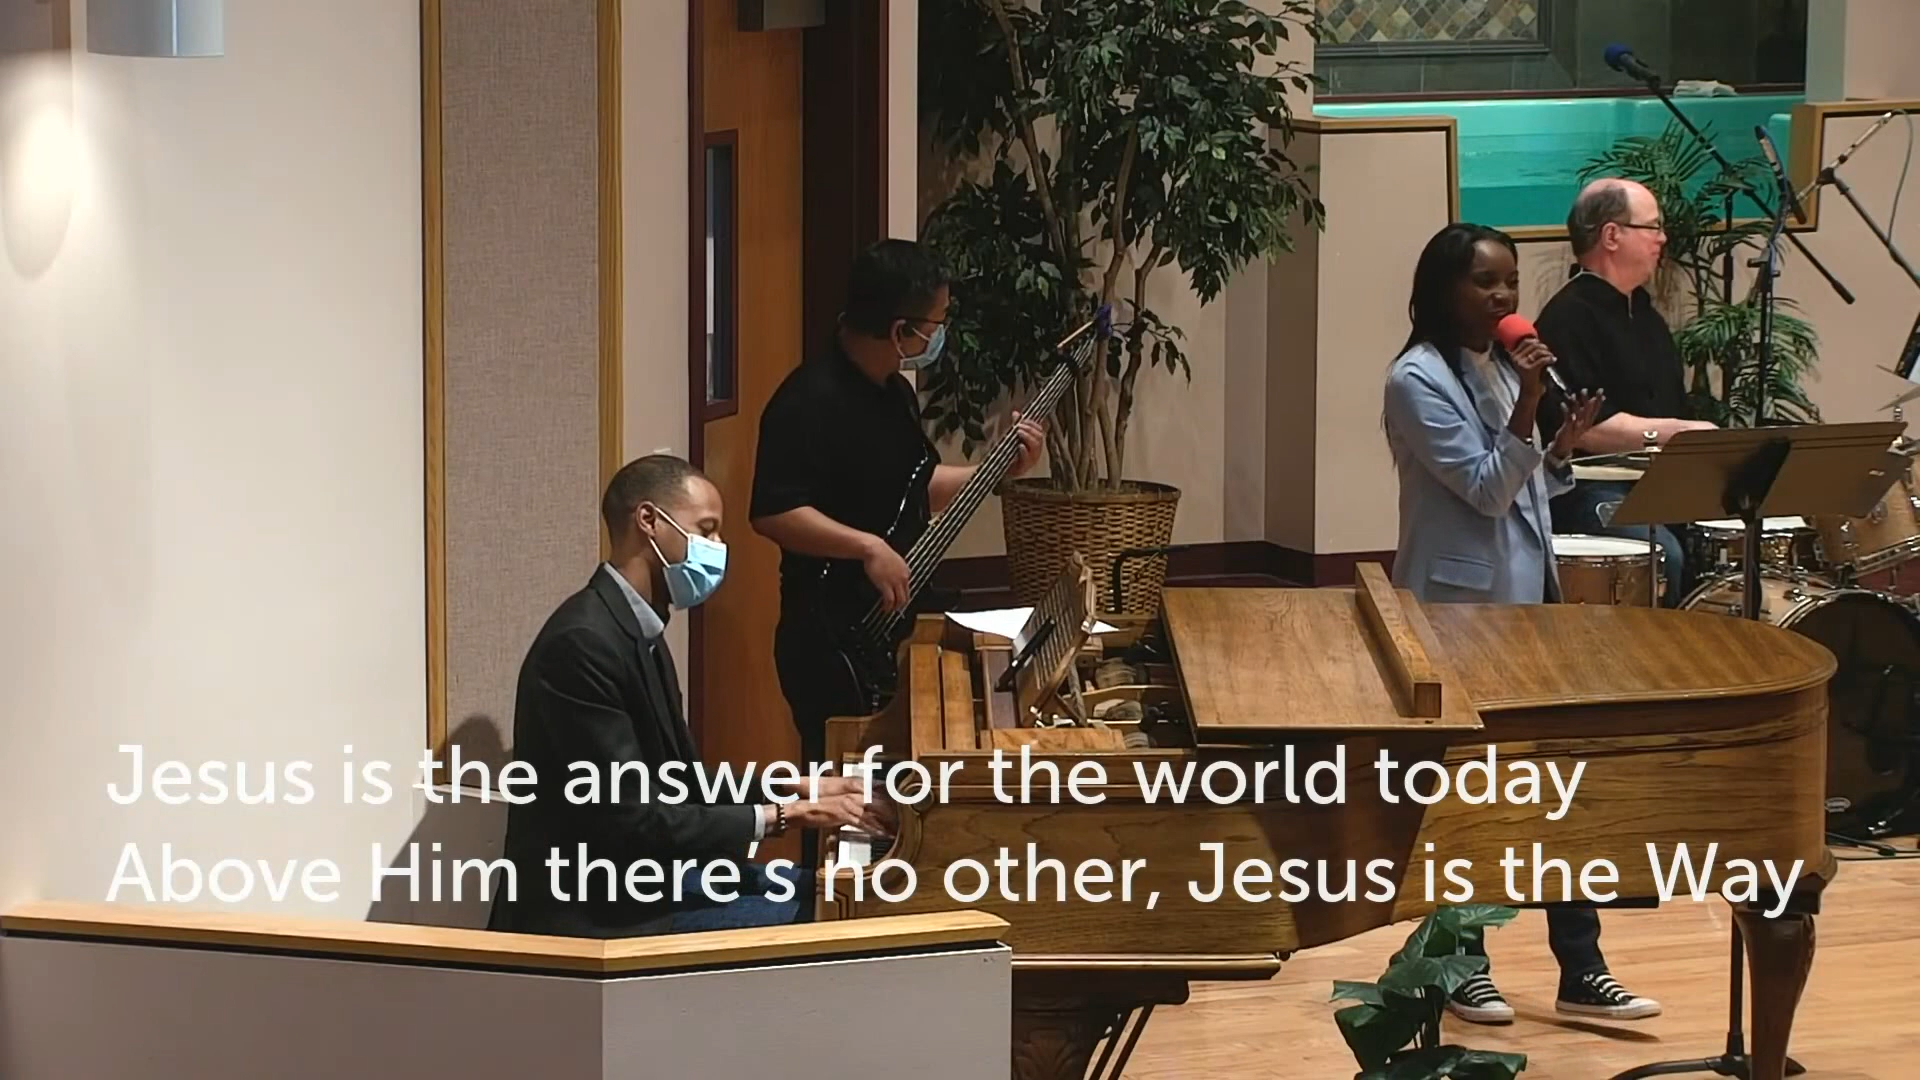 Jesus is the answer for the world today
Above Him there’s no other, Jesus is the Way